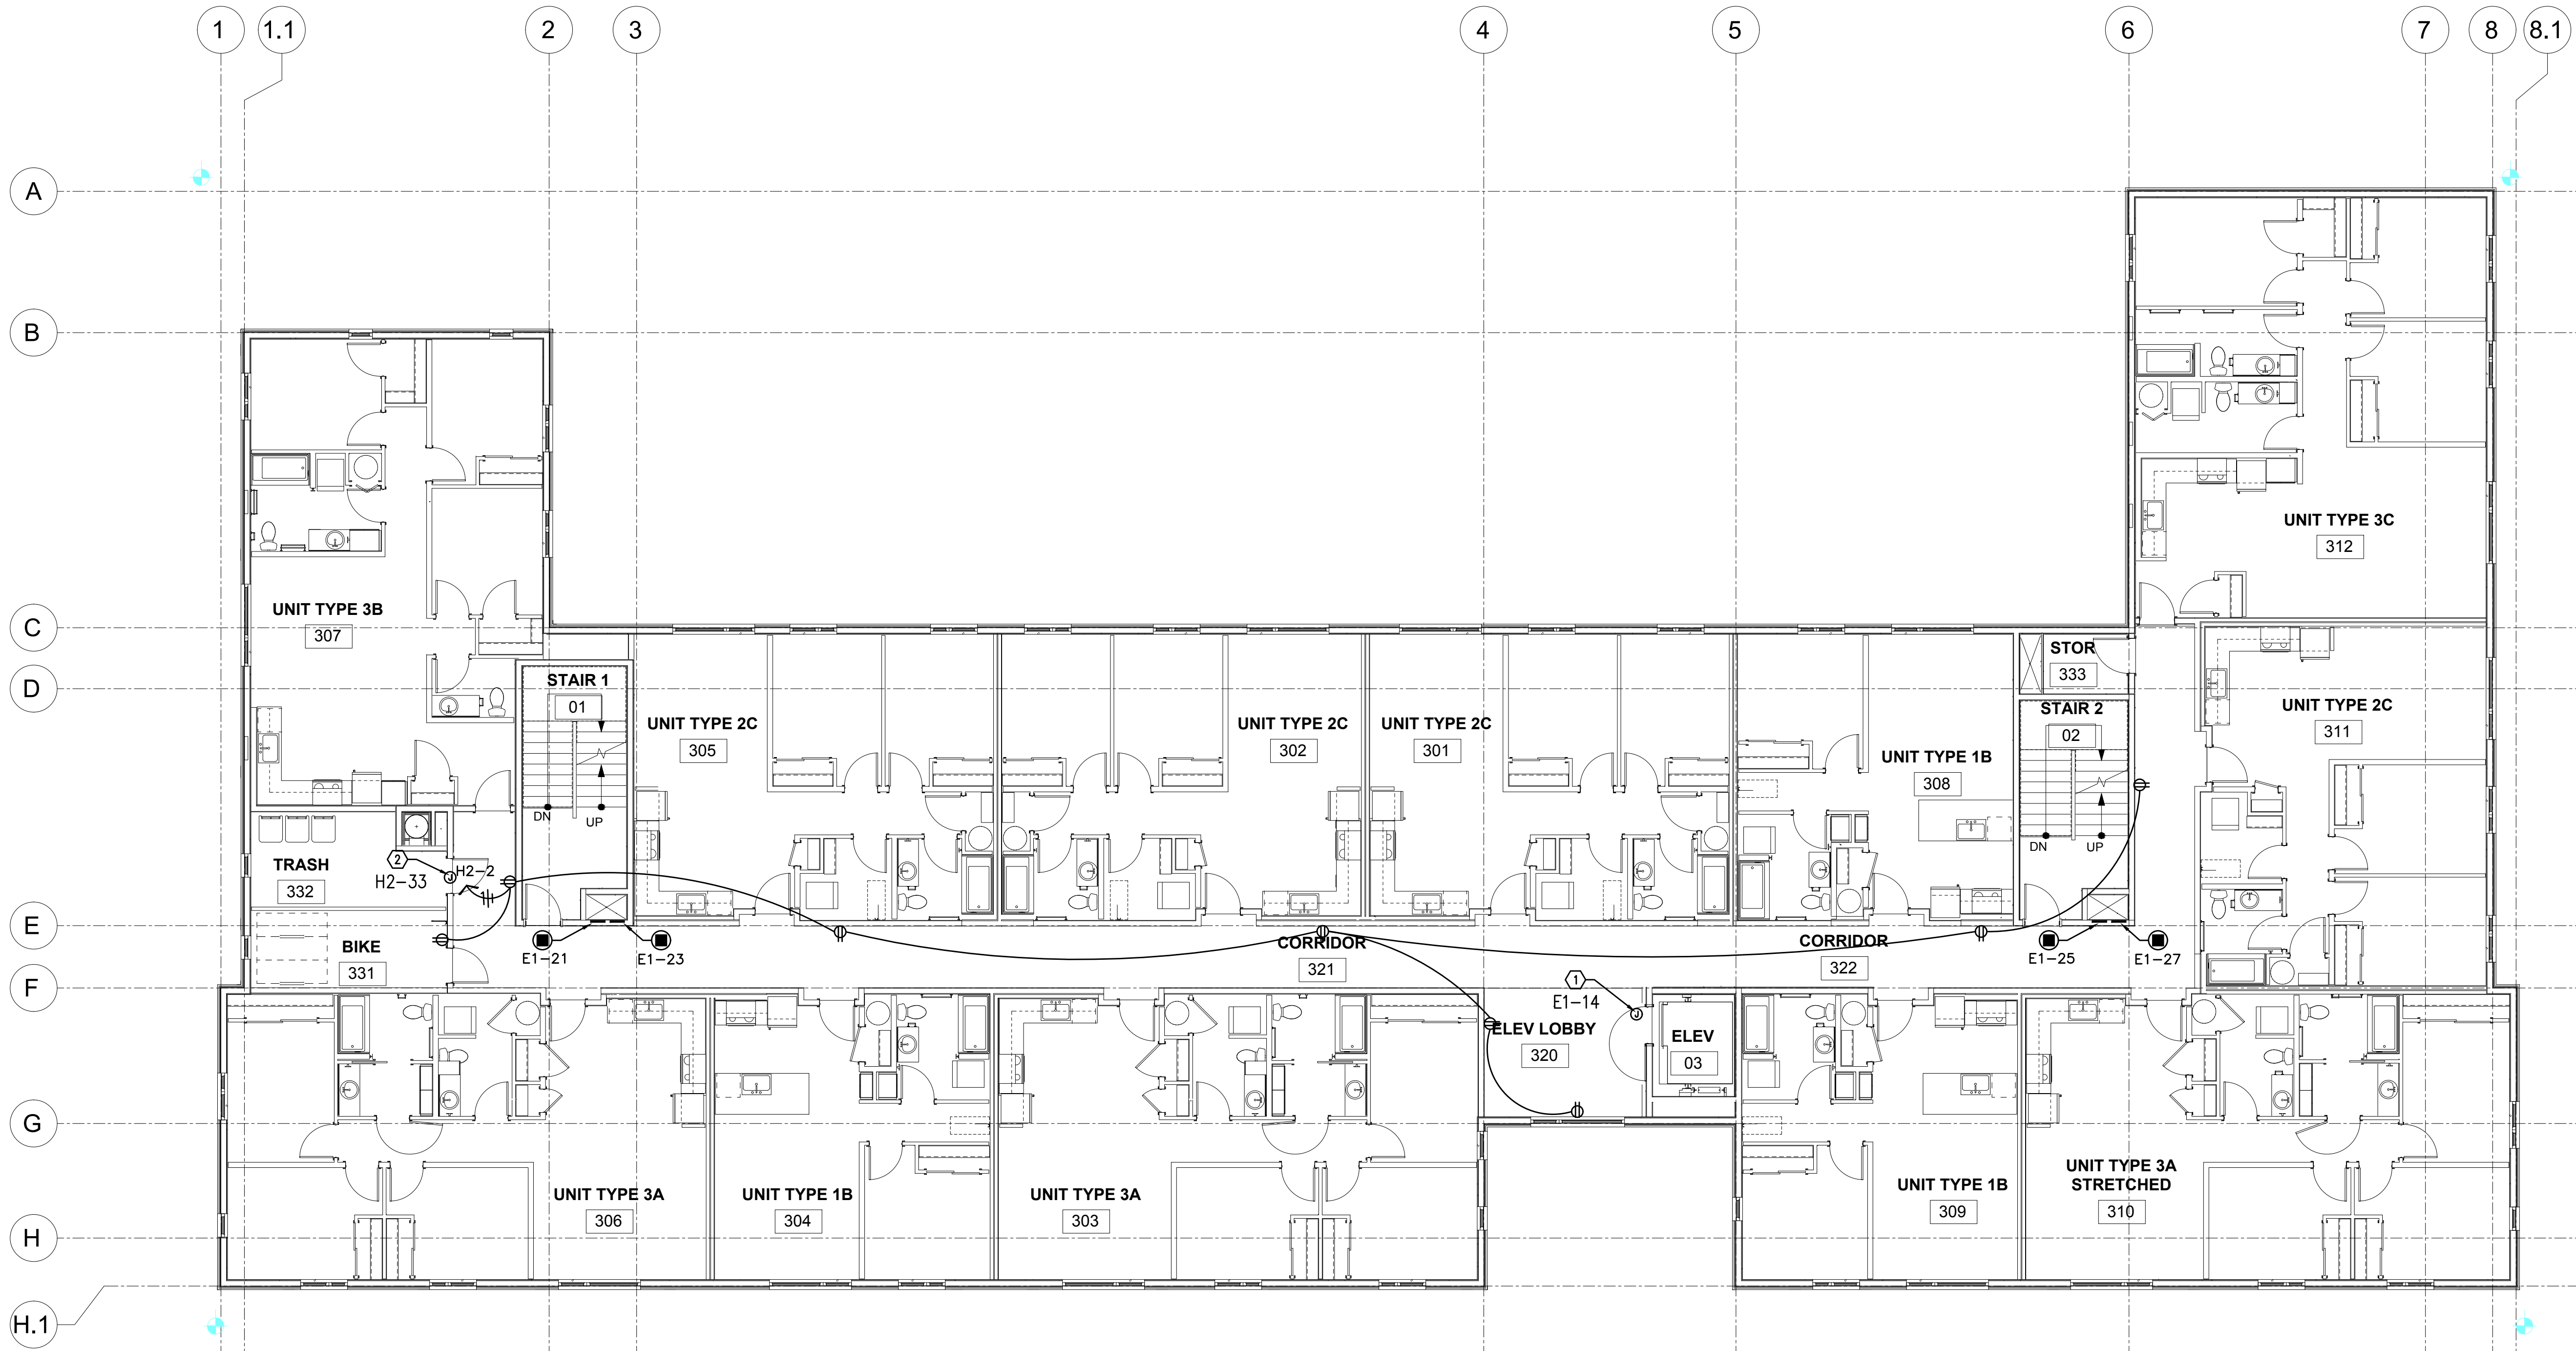 1
1.1
2
3
4
5
6
7
8
8.1
A
B
C
D
E
F
G
H
H.1
UNIT TYPE 3C
312
UNIT TYPE 3B
307
STAIR 1
01
DN
UP
UNIT TYPE 2C
305
UNIT TYPE 2C
302
UNIT TYPE 2C
301
UNIT TYPE 1B
308
STOR
333
STAIR 2
02
DN
UP
UNIT TYPE 2C
311
TRASH
332
2
H2-33
H2-2
J
BIKE
331
E1-21
E1-23
CORRIDOR
321
CORRIDOR
322
E1-25
E1-27
1
E1-14
J
ELEV LOBBY
320
ELEV
03
UNIT TYPE 3A
306
UNIT TYPE 1B
304
UNIT TYPE 3A
303
UNIT TYPE 1B
309
UNIT TYPE 3A
STRETCHED
310